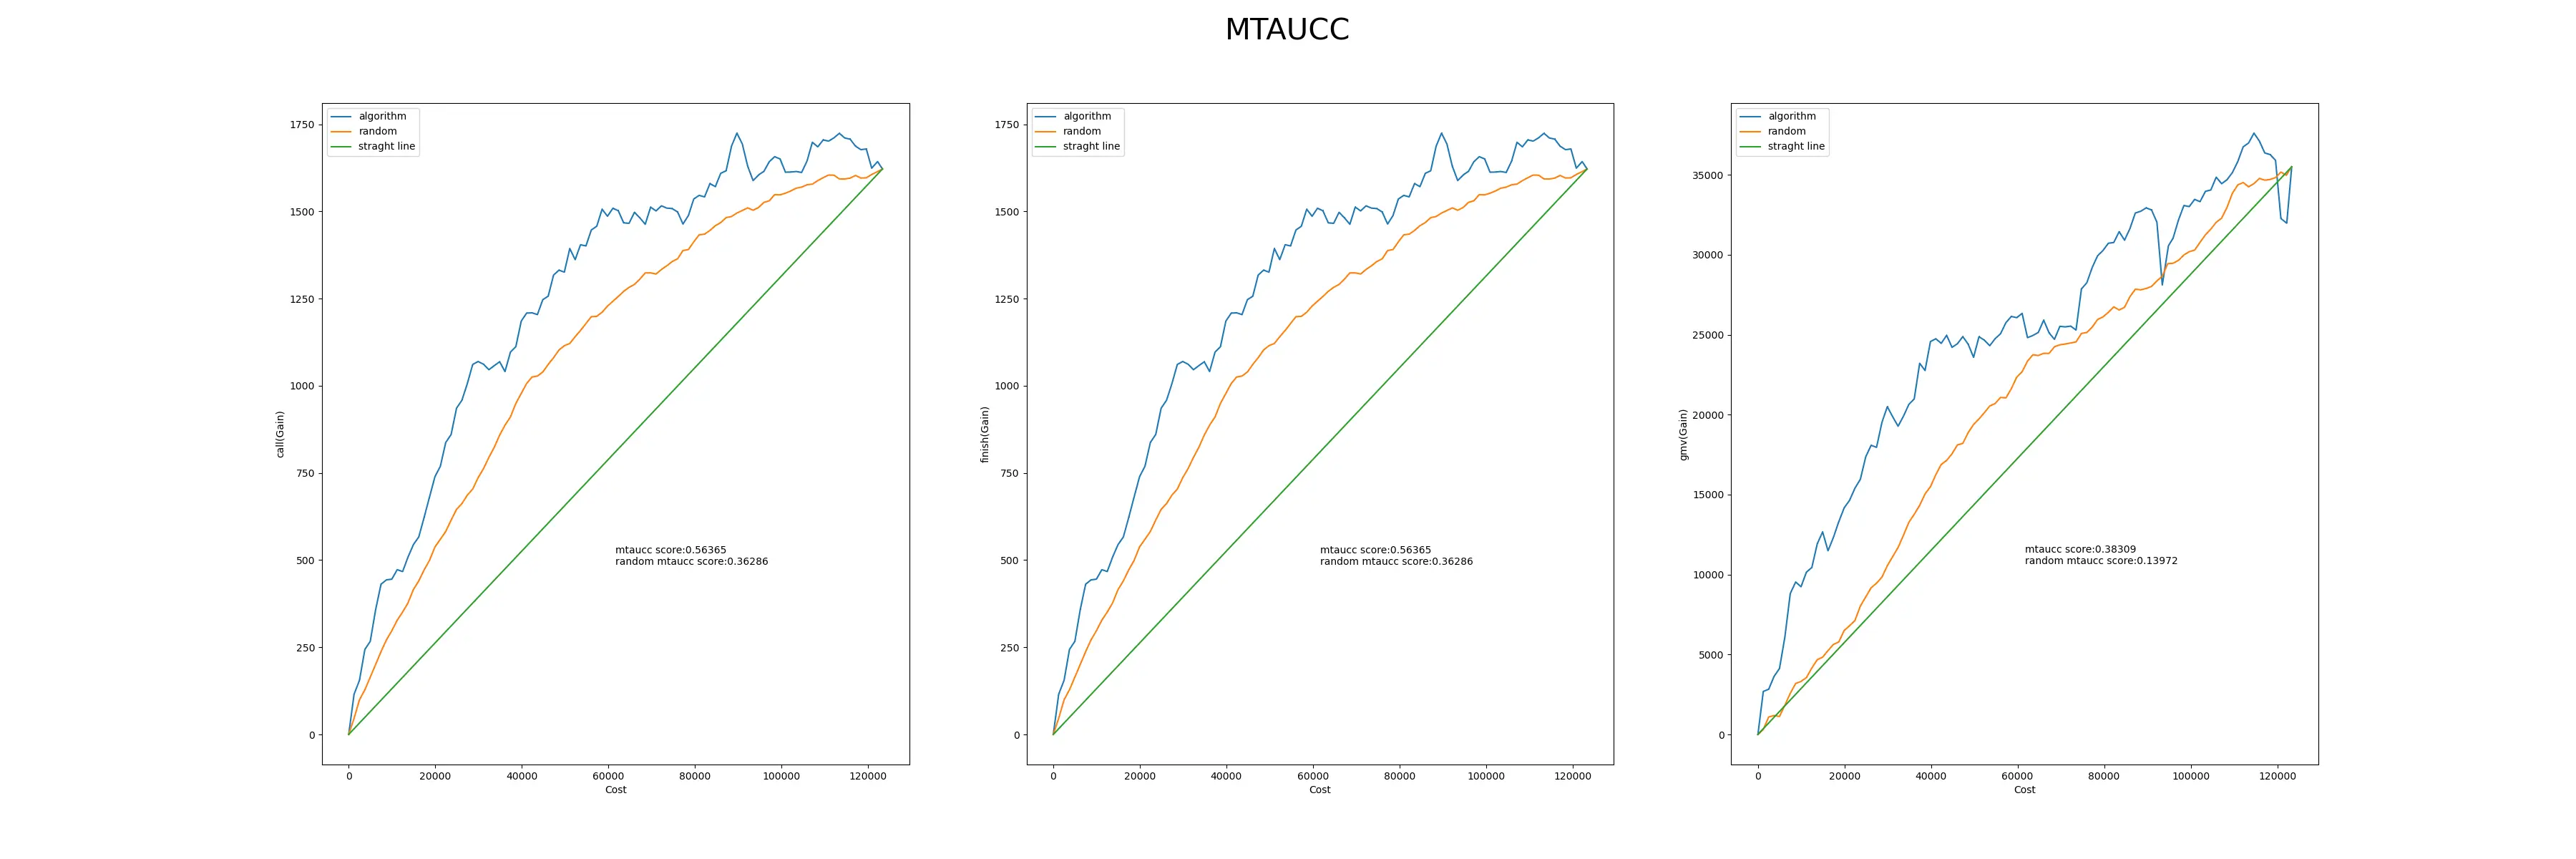 MTAUCC
algorithm
random
straght line
1750
1500
1250
1000
750
500
250
0
call(Gain)
mtaucc score:0.56365
random mtaucc score:0.36286
0 20000 40000 60000 80000 100000 120000
Cost
algorithm
random
straght line
1750
1500
1250
1000
750
500
250
0
finish(Gain)
mtaucc score:0.56365
random mtaucc score:0.36286
0 20000 40000 60000 80000 100000 120000
Cost
algorithm
random
straght line
35000
30000
25000
20000
15000
10000
5000
0
gmv(Gain)
mtaucc score:0.38309
random mtaucc score:0.13972
0 20000 40000 60000 80000 100000 120000
Cost